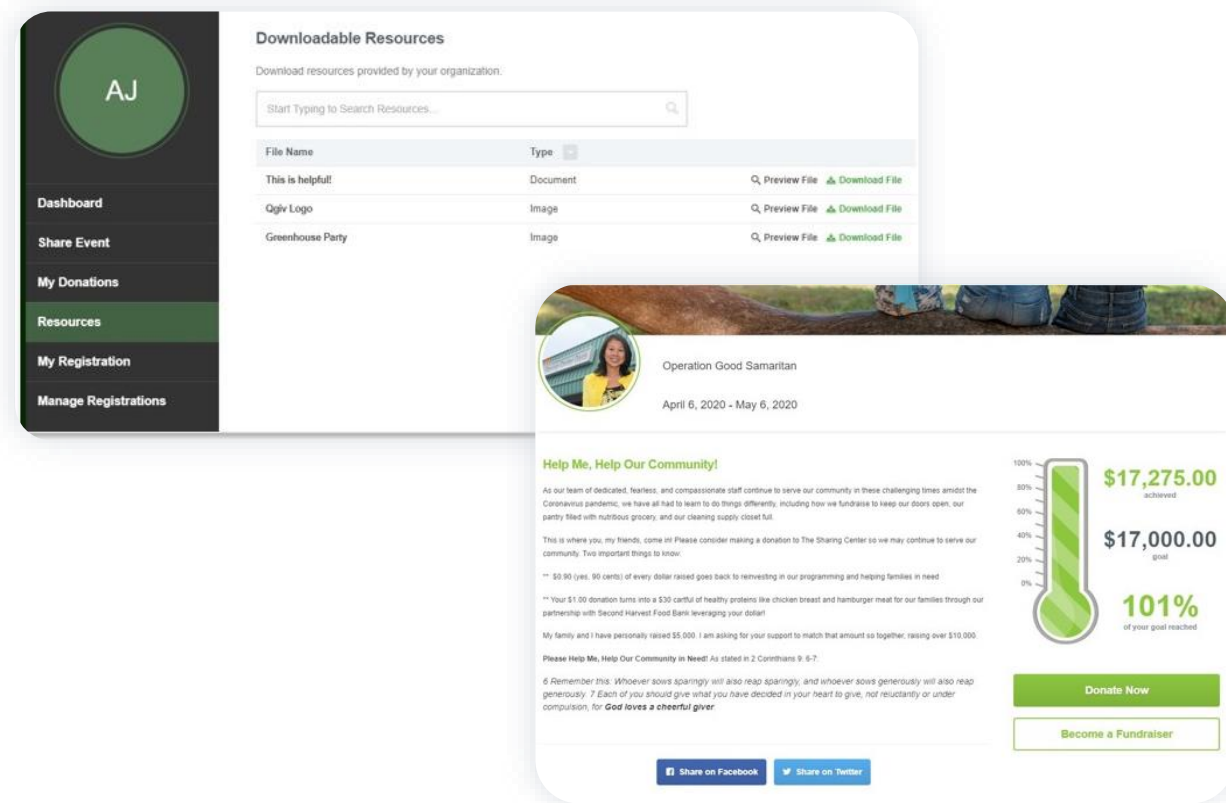 AJ
Dashboard
Share Event
My Donations
Resources
My Registration
Manage Registrations
Downloadable Resources
Download resources provided by your organization:
Start Typing to Search Resources...
File Name Type
This is helpful! Document Preview File Download File
Qgiv Logo Image Preview File Download File
Greenhouse Party Image Preview File Download File
Operation Good Samaritan
April 6, 2020 - May 6, 2020
Help Me, Help Our Community!
As our team of dedicated, fearless, and compassionate staff continue to serve our community in these challenging times amidst the
Coronavirus pandemic, we have all had to learn to do things differently, including how we fundraise to keep our doors open, our
pantry filled with nutritious grocery, and our cleaning supply closet full.
This is where you, my friends, come in! Please consider making a donation to The Sharing Center so we may continue to serve our
community. Two important things to know:
** $0.90 (yes, 90 cents) of every dollar raised goes back to reinvesting in our programming and helping families in need
** Your $1.00 donation turns into a $30 cartful of healthy proteins like chicken breast and hamburger meat for our families through our
partnership with Second Harvest Food Bank leveraging your dollar!
My family and I have personally raised $5,000. I am asking for your support to match that amount so together, raising over $10,000.
Please Help Me, Help Our Community in Need! As stated in 2 Corinthians 9: 6-7:
6 Remember this: Whoever sows sparingly will also reap sparingly, and whoever sows generously will also reap
generously. 7 Each of you should give what you have decided in your heart to give, not reluctantly or under
compulsion, for God loves a cheerful giver.
Share on Facebook Share on Twitter
100%
80%
60%
40%
20%
0%
$17,275.00
achieved
$17,000.00
goal
101%
of your goal reached
Donate Now
Become a Fundraiser